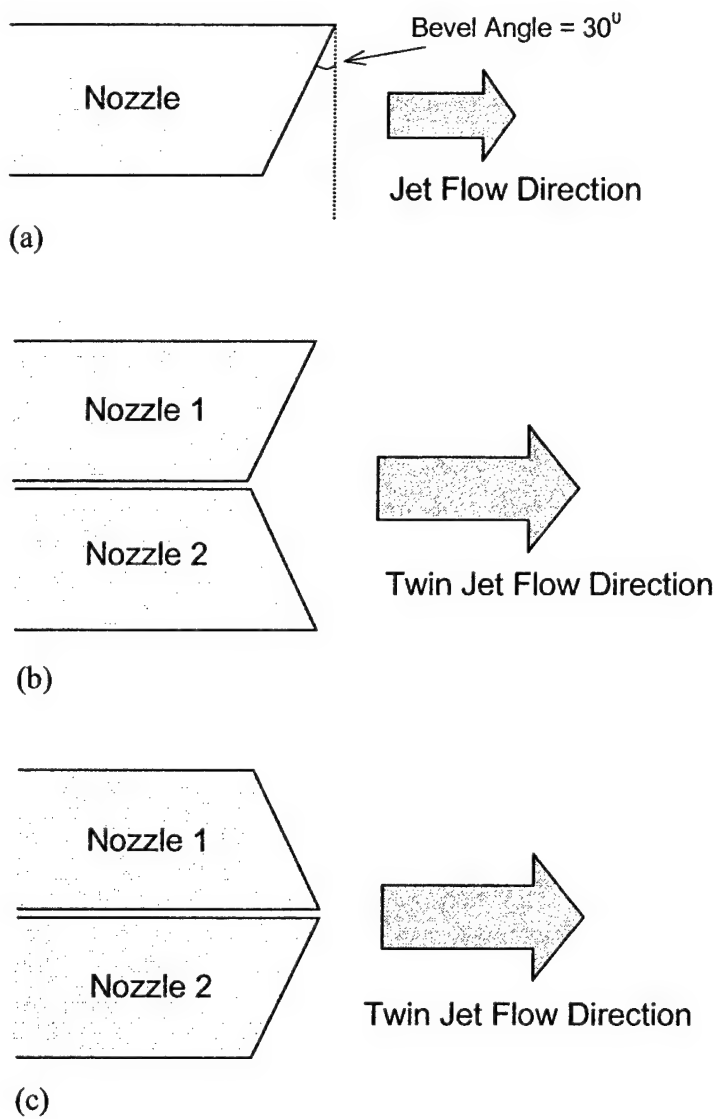 Bevel Angle = 30⁰
Nozzle
Jet Flow Direction
(a)
Nozzle 1
Nozzle 2
Twin Jet Flow Direction
(b)
Nozzle 1
Nozzle 2
Twin Jet Flow Direction
(c)